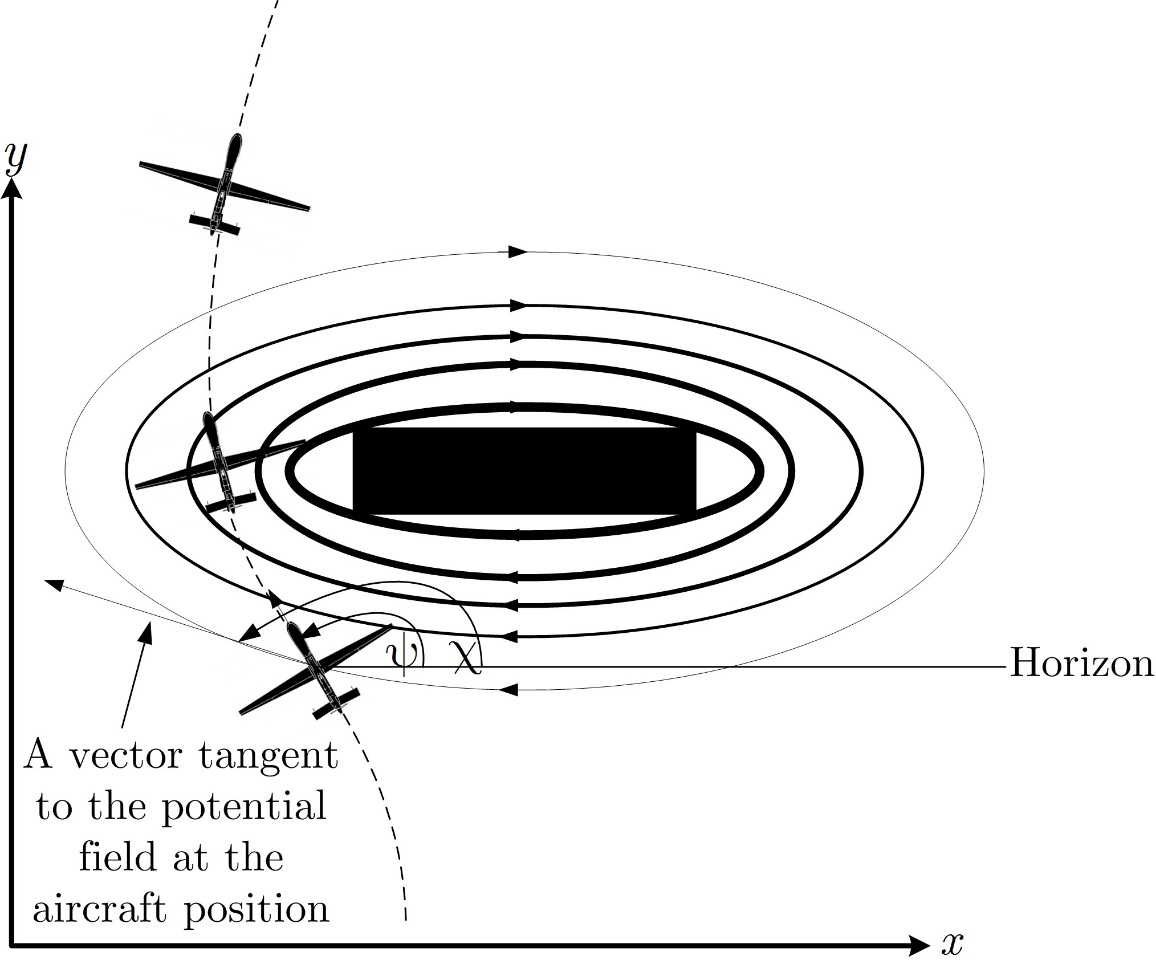 y
ψ
χ
Horizon
A vector tangent
to the potential
field at the
aircraft position
x